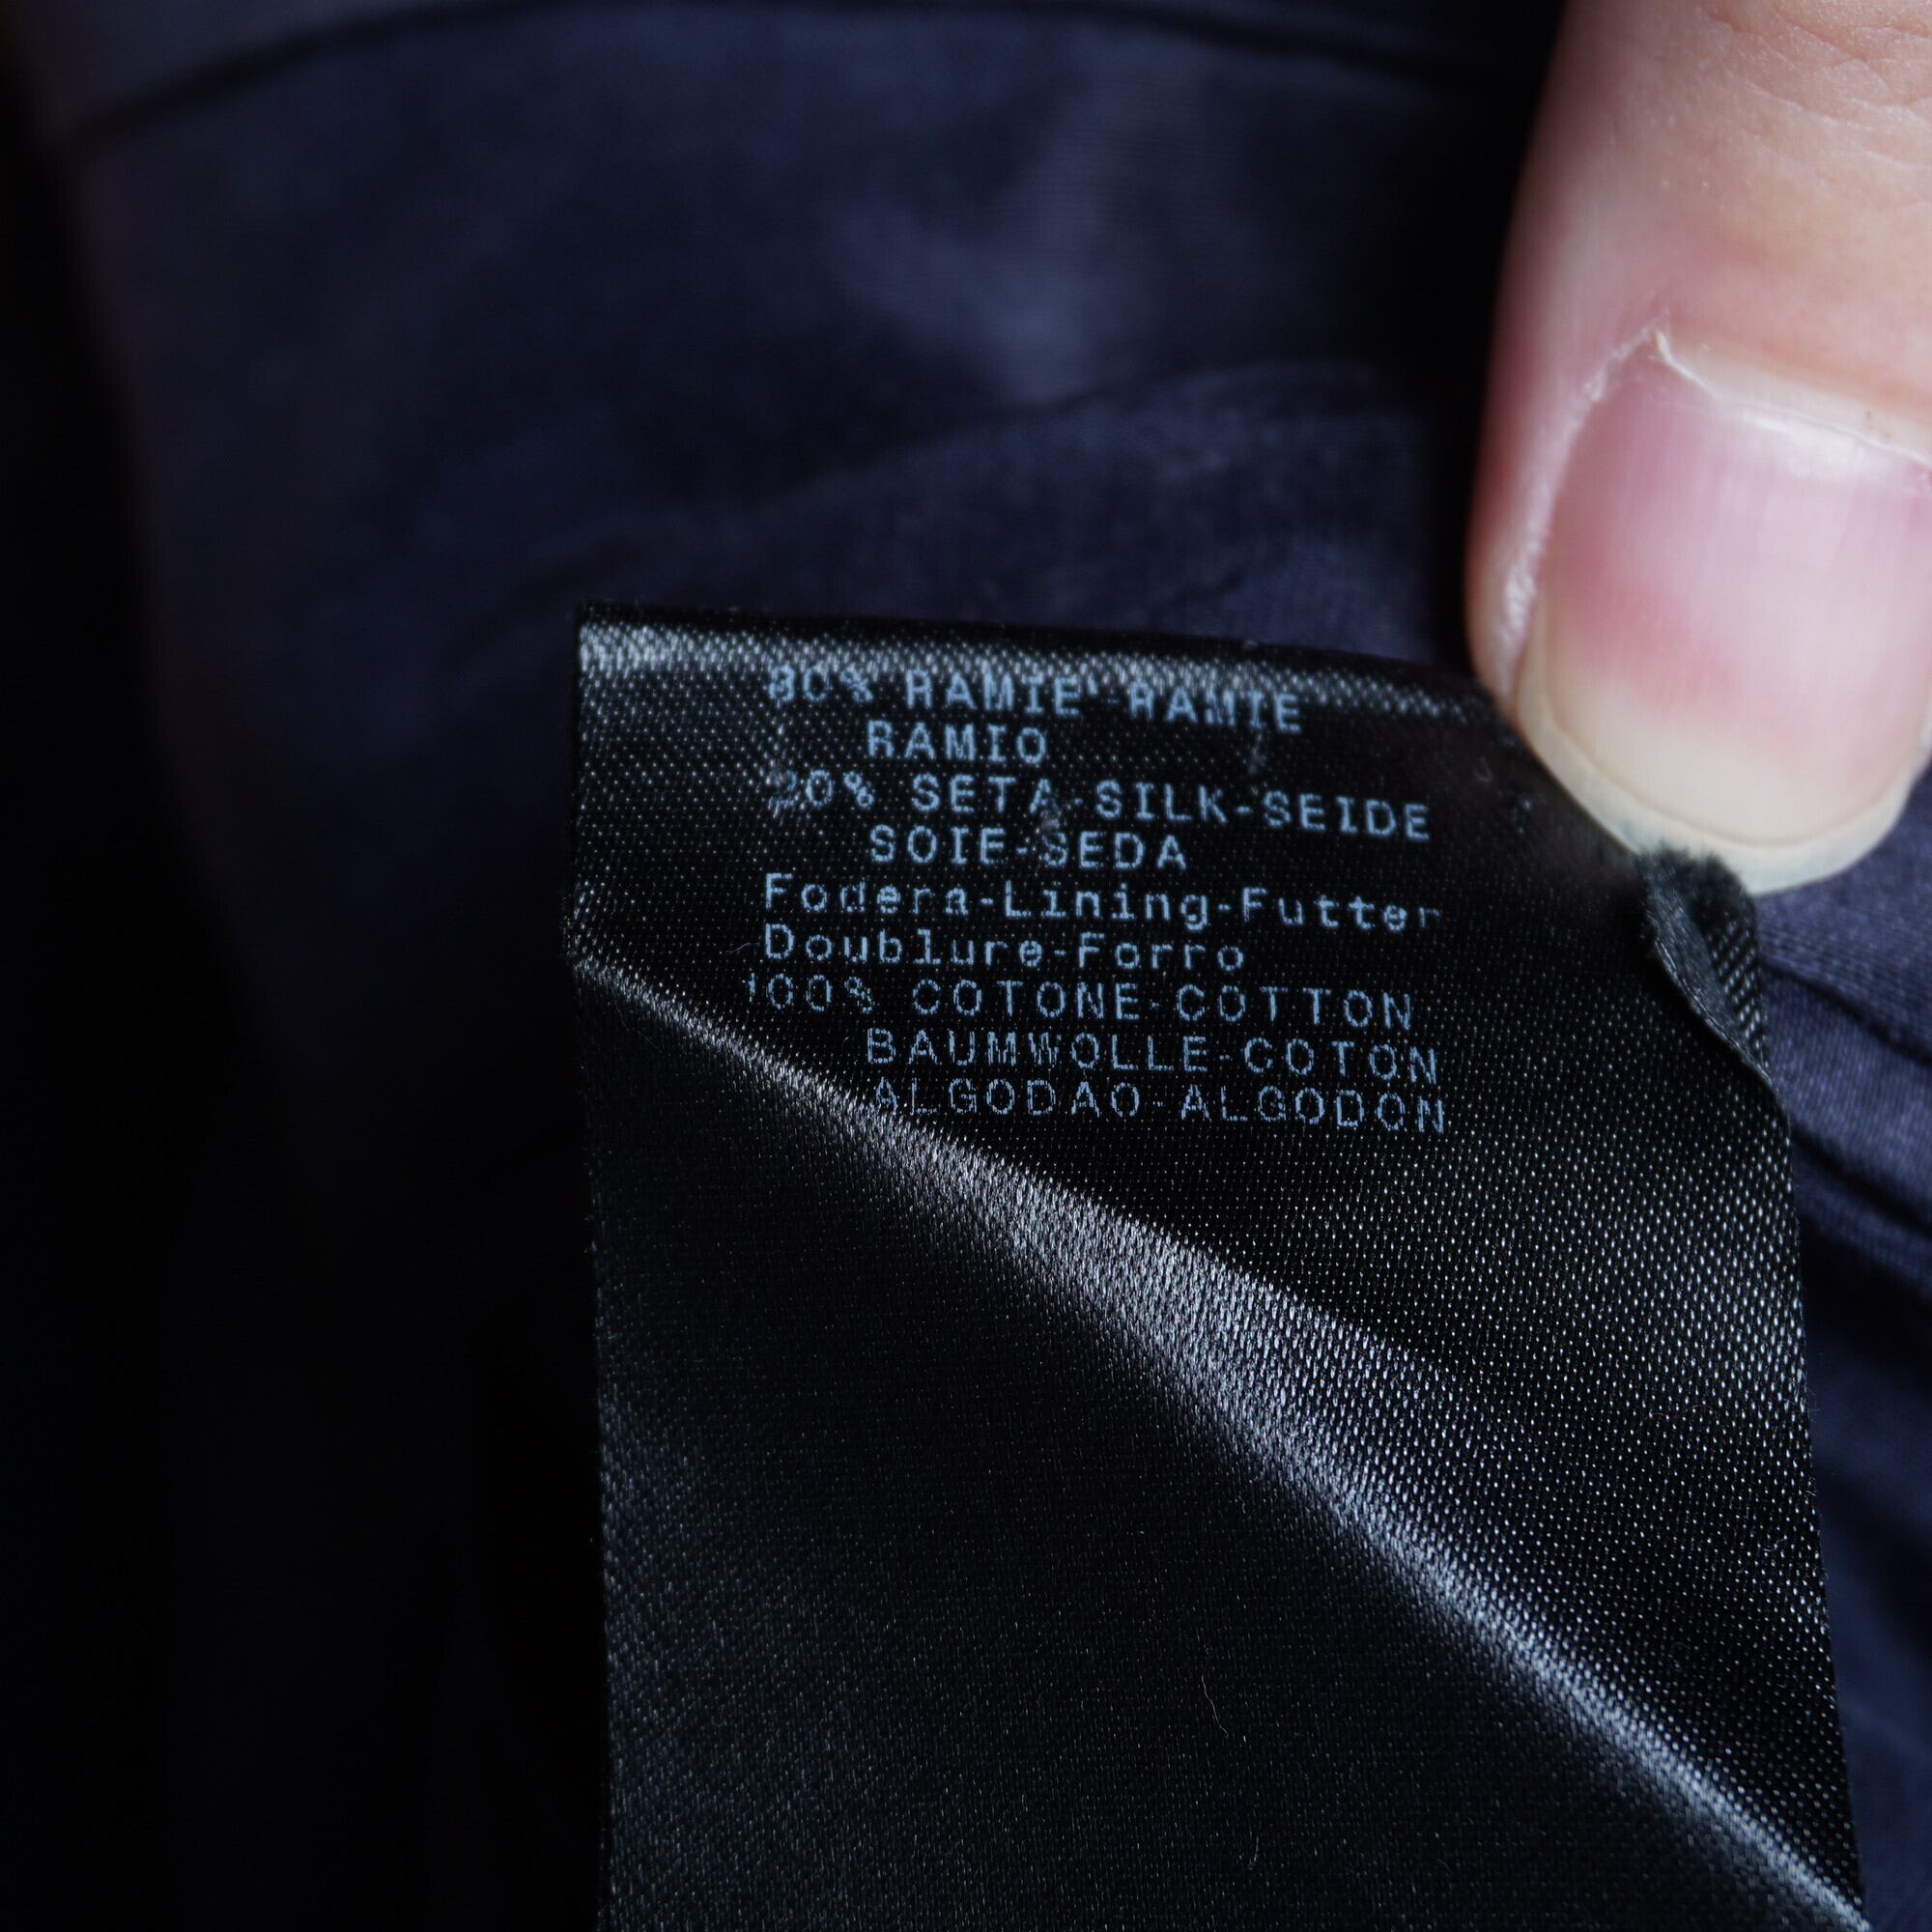 80% RAMIE'-RAMIE
RAMIO
20% SETA-SILK-SEIDE
SOIE-SEDA
Fodera-Lining-Futter
Doublure-Forro
100% COTONE-COTTON
BAUMWOLLE-COTON
ALGODAO-ALGODON